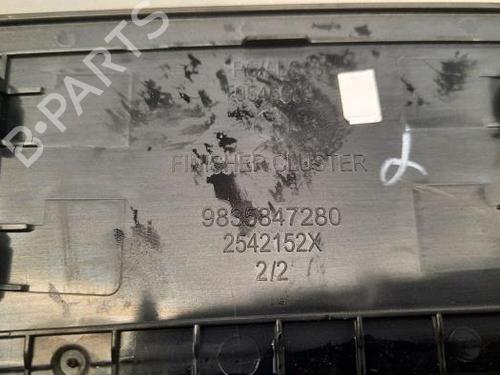 B-PARTS
FINISHER CLUSTER
9835847280
2542152X
2/2